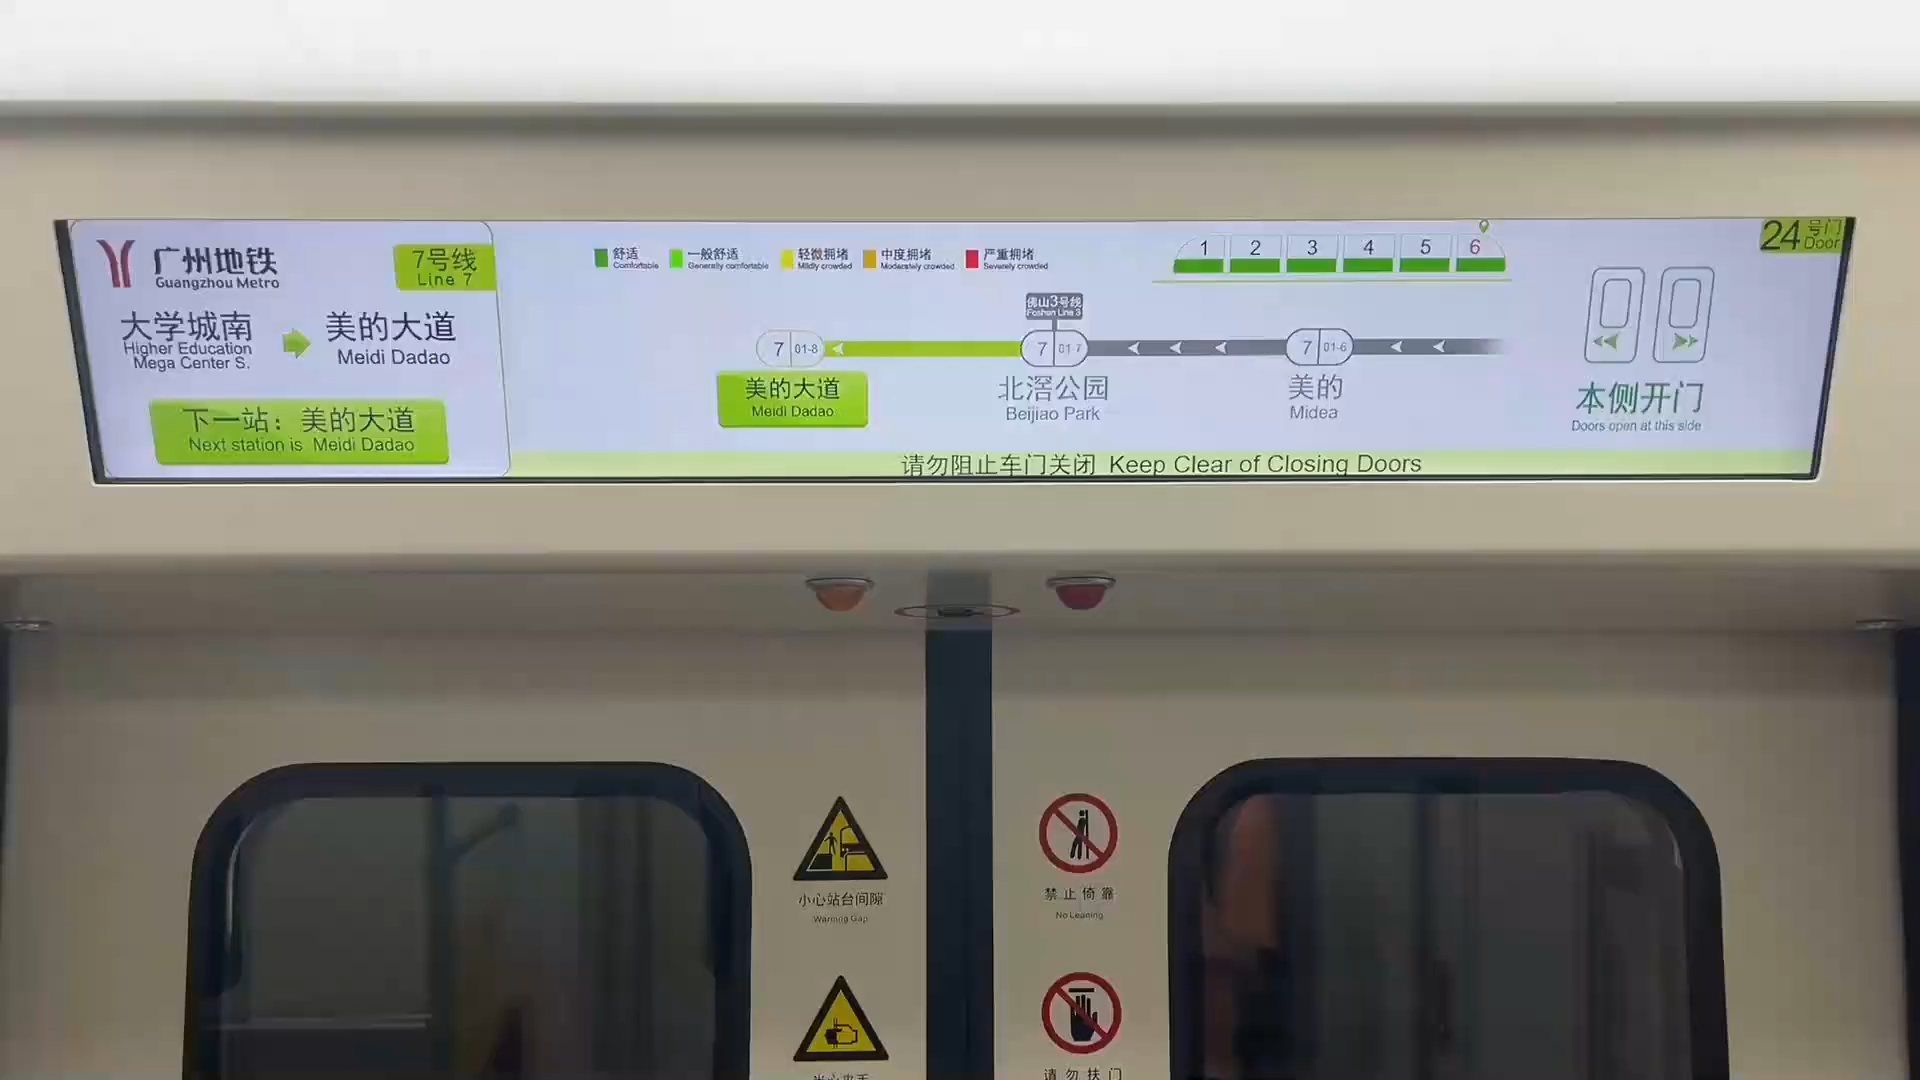 广州地铁
Guangzhou Metro
7号线
Line 7
大学城南
Higher Education
Mega Center S.
美的大道
Meidi Dadao
下一站：美的大道
Next station is Meidi Dadao
舒适
Comfortable
一般舒适
Generally comfortable
轻微拥堵
Mildly crowded
中度拥堵
Moderately crowded
严重拥堵
Severely crowded
1 2 3 4 5 6
佛山3号线
Foshan Line 3
7 01-8
7 01-7
7 01-6
美的大道
Meidi Dadao
北滘公园
Beijiao Park
美的
Midea
24号门
Door
本侧开门
Doors open at this side
请勿阻止车门关闭 Keep Clear of Closing Doors
小心站台间隙
Warning Gap
禁止倚靠
No Leaning
请勿扶门